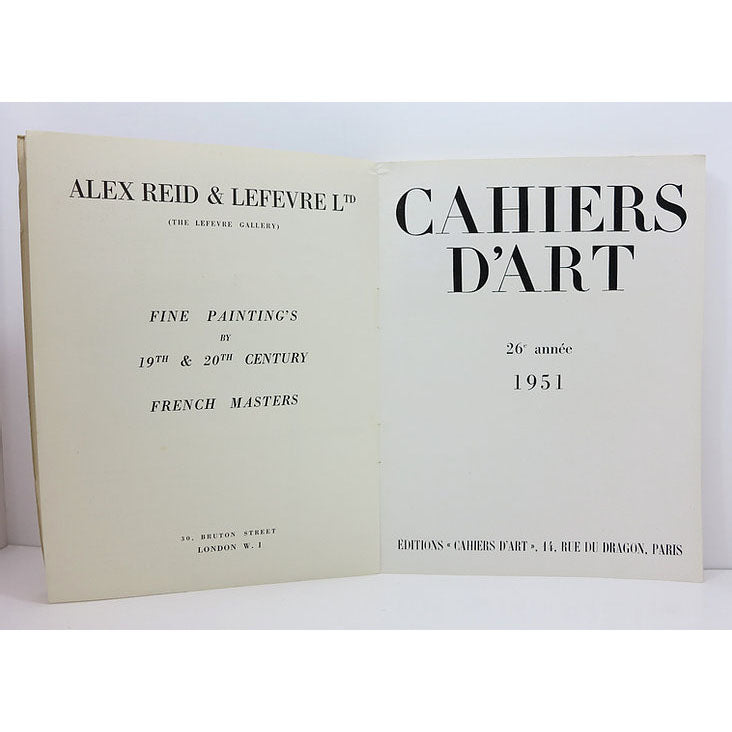 ALEX REID & LEFEVRE LTD
(THE LEFEVRE GALLERY)
FINE PAINTING'S
BY
19TH & 20TH CENTURY
FRENCH MASTERS
30, BRUTON STREET
LONDON W. 1
CAHIERS
D'ART
26e année
1951
EDITIONS « CAHIERS D'ART », 14, RUE DU DRAGON, PARIS